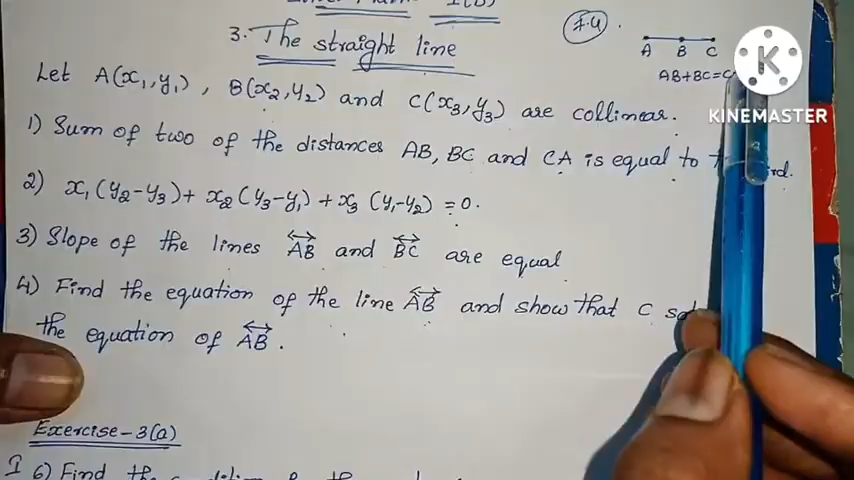 I(B)
3. The straight line
7.4
A B C
AB+BC=
KINEMASTER
Let A(x₁,y₁), B(x₂,y₂) and C(x₃,y₃) are collinear.
1) Sum of two of the distances AB, BC and CA is equal to
2) x₁(y₂-y₃)+ x₂(y₃-y₁) + x₃(y₁-y₂) = 0.
3) Slope of the lines AB and BC are equal
4) Find the equation of the line AB and show that C
the equation of AB.
Exercise-3(a)
I 6) Find the